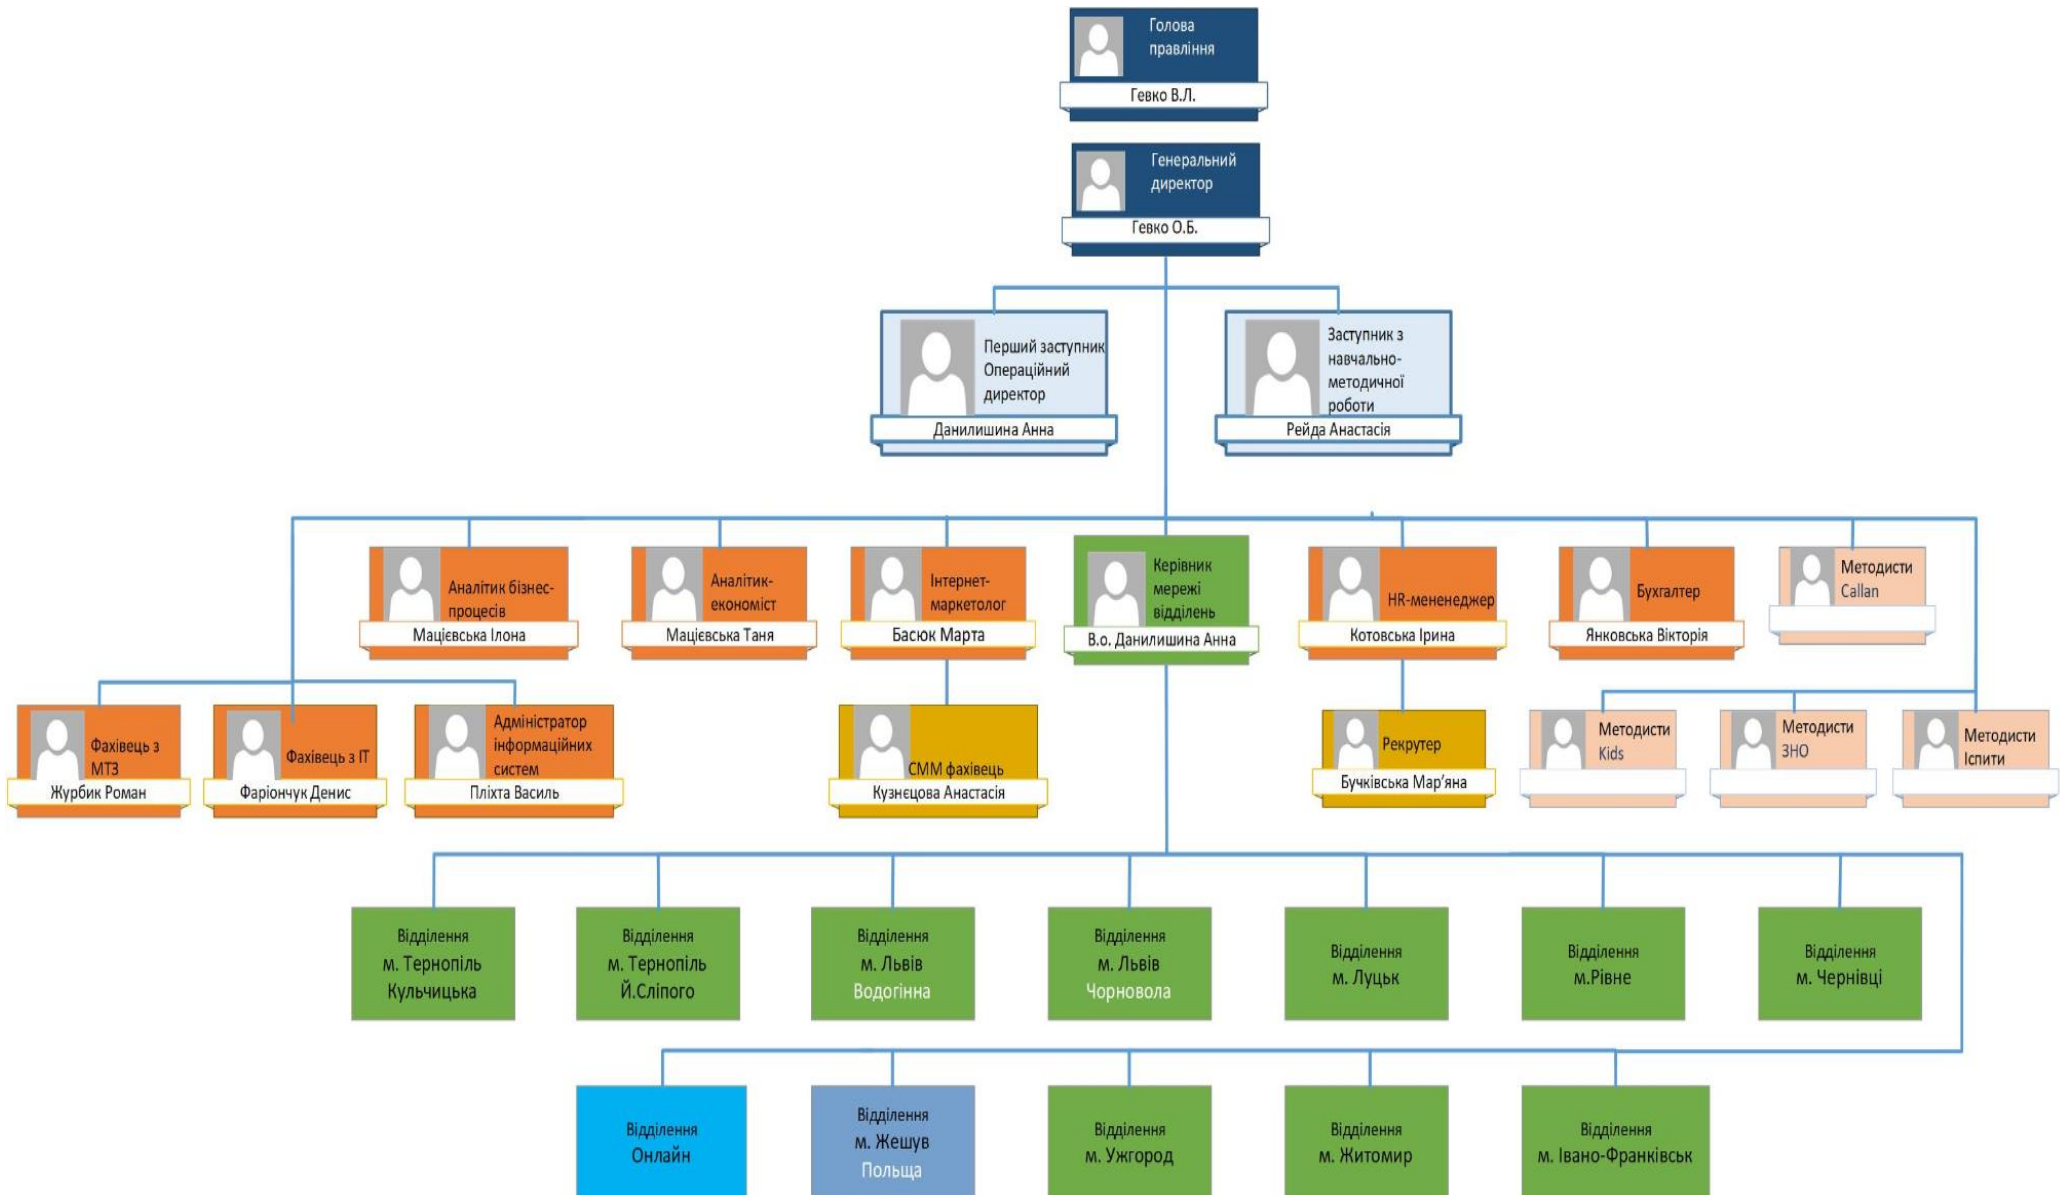 Голова
правління
Гевко В.Л.
Генеральний
директор
Гевко О.Б.
Перший заступник
Операційний
директор
Данилишина Анна
Заступник з
навчально-
методичної
роботи
Рейда Анастасія
Аналітик бізнес-
процесів
Мацієвська Ілона
Аналітик-
економіст
Мацієвська Таня
Інтернет-
маркетолог
Басюк Марта
Керівник
мережі
відділень
В.о. Данилишина Анна
HR-мененеджер
Котовська Ірина
Бухгалтер
Янковська Вікторія
Методисти
Callan
Фахівець з
МТЗ
Журбик Роман
Фахівець з ІТ
Фаріончук Денис
Адміністратор
інформаційних
систем
Пліхта Василь
СММ фахівець
Кузнєцова Анастасія
Рекрутер
Бучківська Мар’яна
Методисти
Kids
Методисти
ЗНО
Методисти
Іспити
Відділення
м. Тернопіль
Кульчицька
Відділення
м. Тернопіль
Й.Сліпого
Відділення
м. Львів
Водогінна
Відділення
м. Львів
Чорновола
Відділення
м. Луцьк
Відділення
м.Рівне
Відділення
м. Чернівці
Відділення
Онлайн
Відділення
м. Жешув
Польща
Відділення
м. Ужгород
Відділення
м. Житомир
Відділення
м. Івано-Франківськ